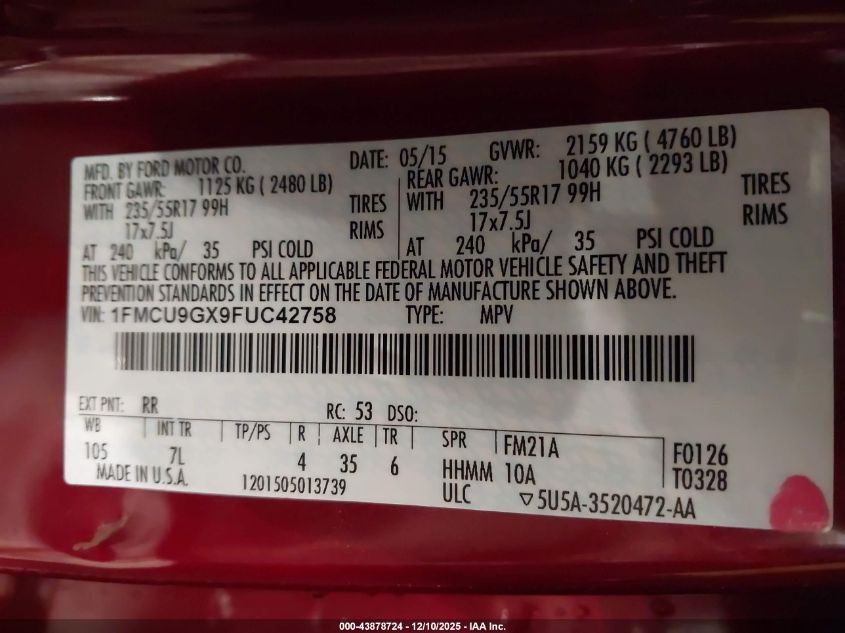 MFD. BY FORD MOTOR CO. DATE: 05/15 GVWR: 2159 KG ( 4760 LB)
FRONT GAWR: 1125 KG ( 2480 LB) REAR GAWR: 1040 KG ( 2293 LB)
WITH 235/55R17 99H TIRES WITH 235/55R17 99H TIRES
17x7.5J RIMS 17x7.5J RIMS
AT 240 kPa/ 35 PSI COLD AT 240 kPa/ 35 PSI COLD
THIS VEHICLE CONFORMS TO ALL APPLICABLE FEDERAL MOTOR VEHICLE SAFETY AND THEFT
PREVENTION STANDARDS IN EFFECT ON THE DATE OF MANUFACTURE SHOWN ABOVE.
VIN: 1FMCU9GX9FUC42758 TYPE: MPV
EXT PNT: RR RC: 53 DSO:
WB INT TR TP/PS R AXLE TR SPR FM21A F0126
105 7L 4 35 6 HHMM 10A T0328
MADE IN U.S.A. 1201505013739 ULC ▽5U5A-3520472-AA
000-43878724 – 12/10/2025 – IAA Inc.